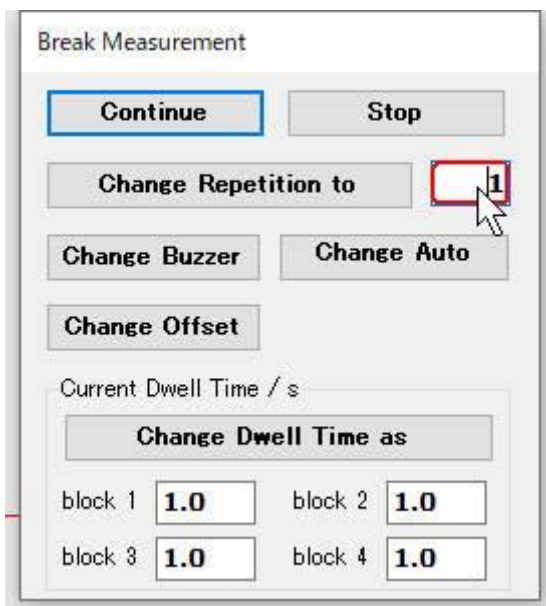 Break Measurement
Continue Stop
Change Repetition to 1
Change Buzzer Change Auto
Change Offset
Current Dwell Time / s
Change Dwell Time as
block 1 1.0 block 2 1.0
block 3 1.0 block 4 1.0